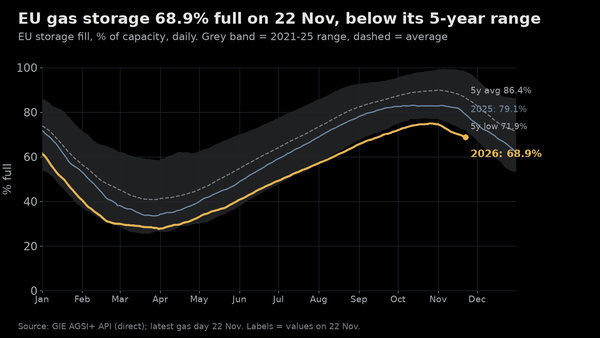 EU gas storage 68.9% full on 22 Nov, below its 5-year range
EU storage fill, % of capacity, daily. Grey band = 2021-25 range, dashed = average
% full
100
80
60
40
20
0
5y avg 86.4%
2025: 79.1%
5y low 71.9%
2026: 68.9%
Jan Feb Mar Apr May Jun Jul Aug Sep Oct Nov Dec
Source: GIE AGSI+ API (direct); latest gas day 22 Nov. Labels = values on 22 Nov.